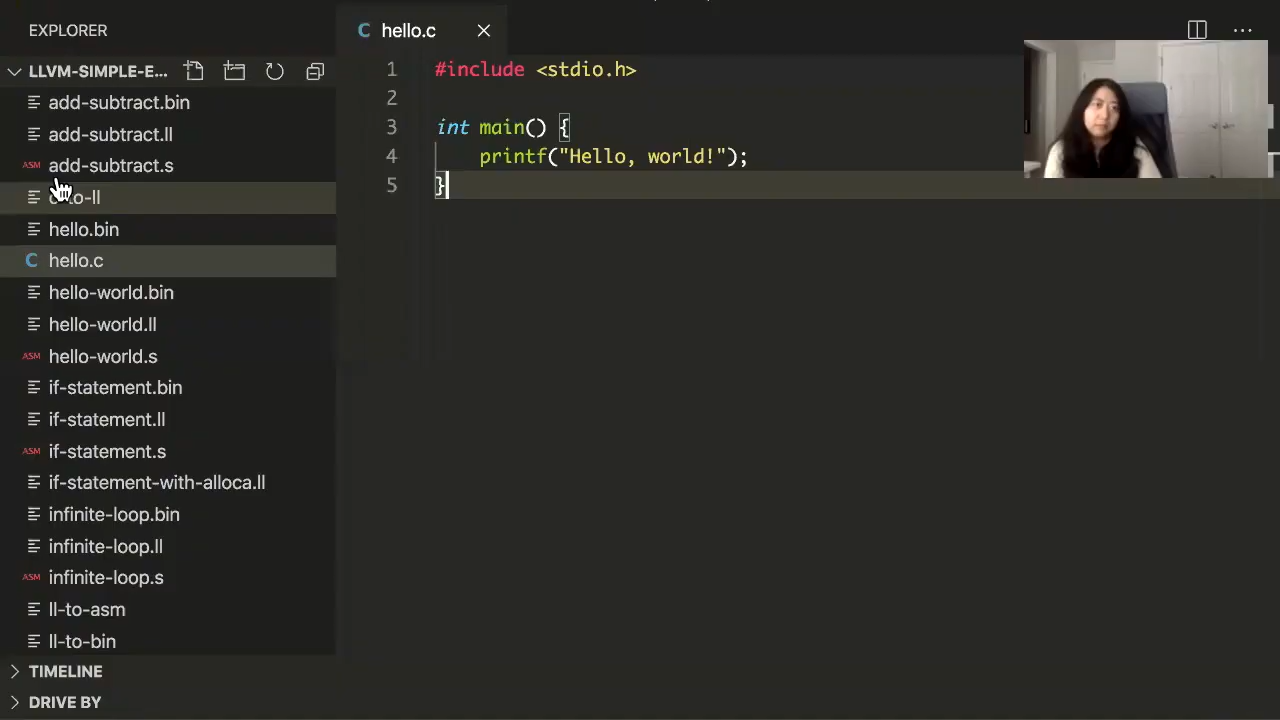 EXPLORER
LLVM-SIMPLE-E...
add-subtract.bin
add-subtract.ll
ASM add-subtract.s
to-ll
hello.bin
C hello.c
hello-world.bin
hello-world.ll
ASM hello-world.s
if-statement.bin
if-statement.ll
ASM if-statement.s
if-statement-with-alloca.ll
infinite-loop.bin
infinite-loop.ll
ASM infinite-loop.s
ll-to-asm
ll-to-bin
TIMELINE
DRIVE BY
C hello.c
1 #include <stdio.h>
2
3 int main() {
4 printf("Hello, world!");
5 }